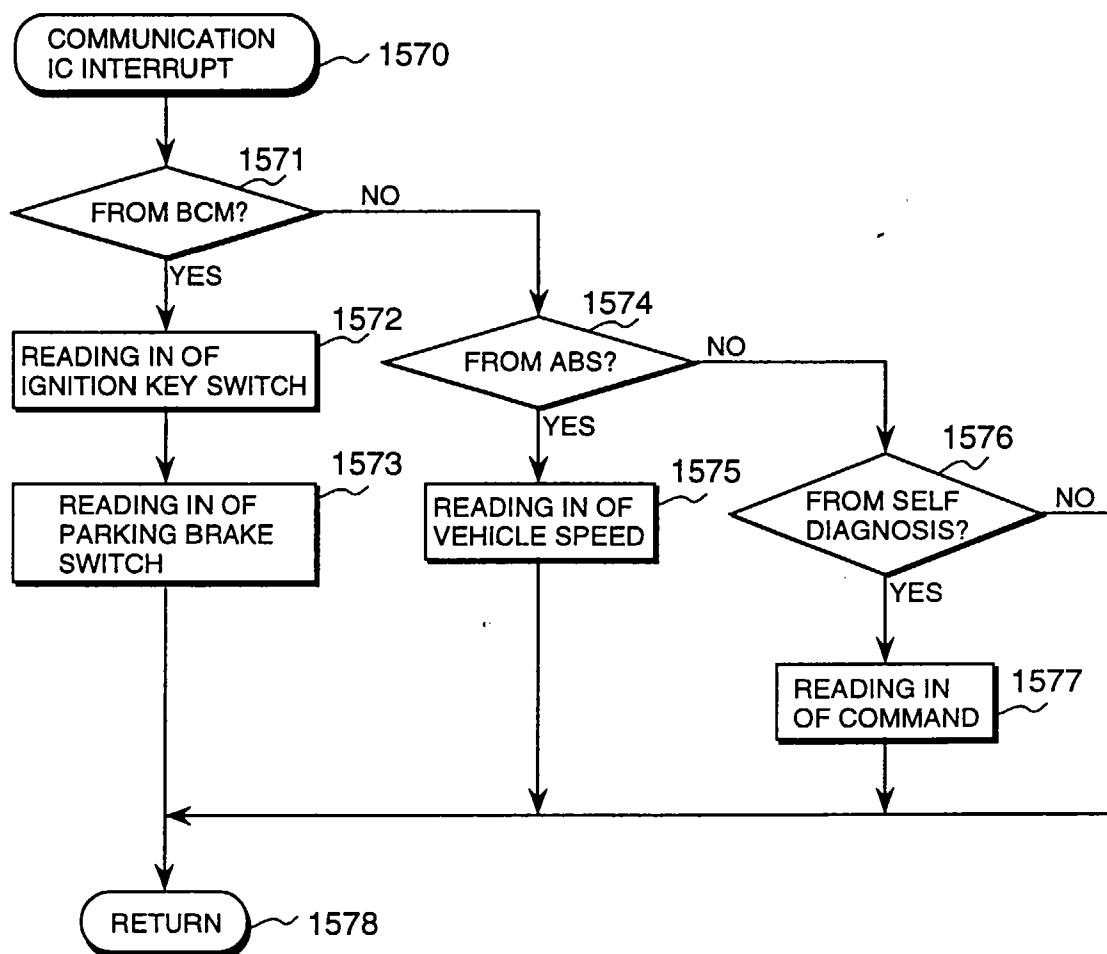 COMMUNICATION
IC INTERRUPT
1570
1571
FROM BCM?
NO
YES
1572
READING IN OF
IGNITION KEY SWITCH
1573
READING IN OF
PARKING BRAKE
SWITCH
1574
FROM ABS?
NO
YES
1575
READING IN OF
VEHICLE SPEED
1576
FROM SELF
DIAGNOSIS?
NO
YES
1577
READING IN
OF COMMAND
RETURN
1578